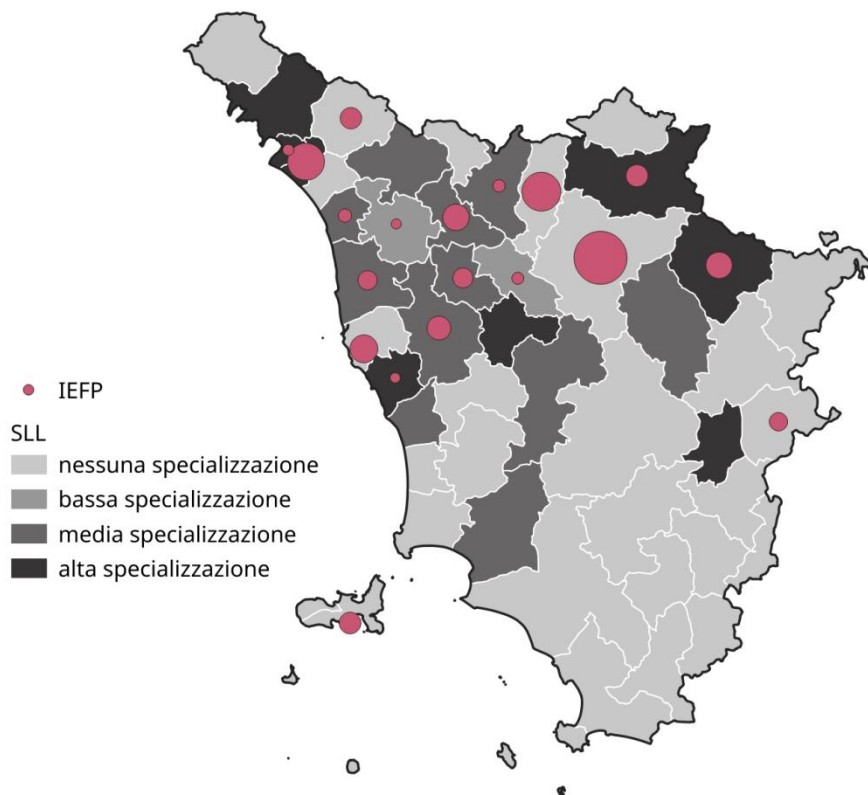 IEFP
SLL
nessuna specializzazione
bassa specializzazione
media specializzazione
alta specializzazione